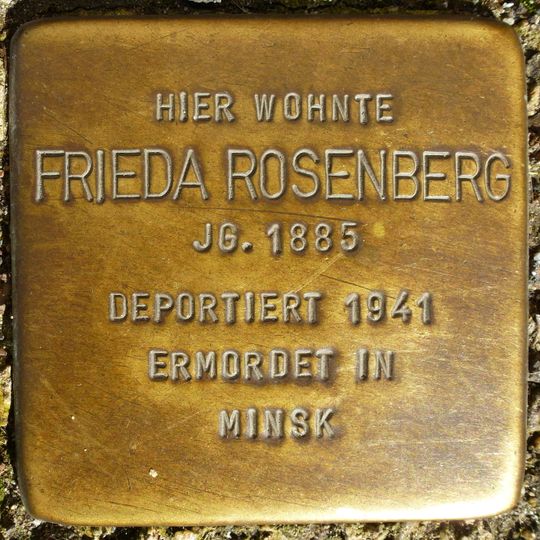 HIER WOHNTE
FRIEDA ROSENBERG
JG. 1885
DEPORTIERT 1941
ERMORDET IN
MINSK